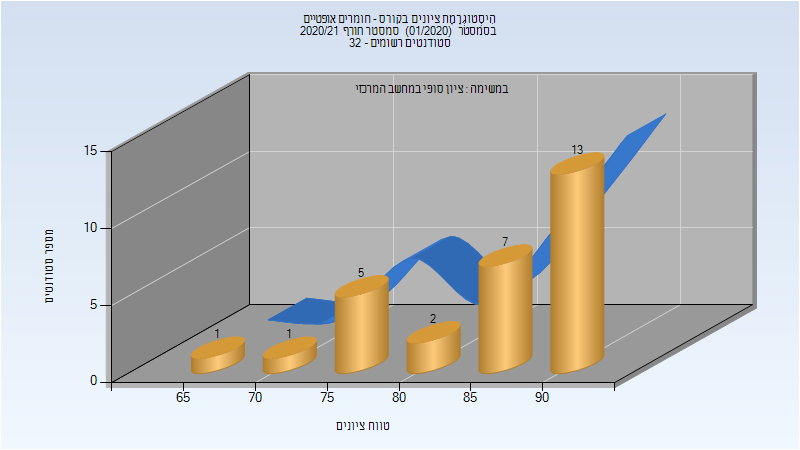 היסטוגרמת ציונים בקורס - חומרים אופטיים
בסמסטר (01/2020) סמסטר חורף 2020/21
סטודנטים רשומים - 32
במשימה : ציון סופי במחשב המרכזי
15
10
5
0
מספר סטודנטים
1
1
5
2
7
13
65
70
75
80
85
90
טווח ציונים